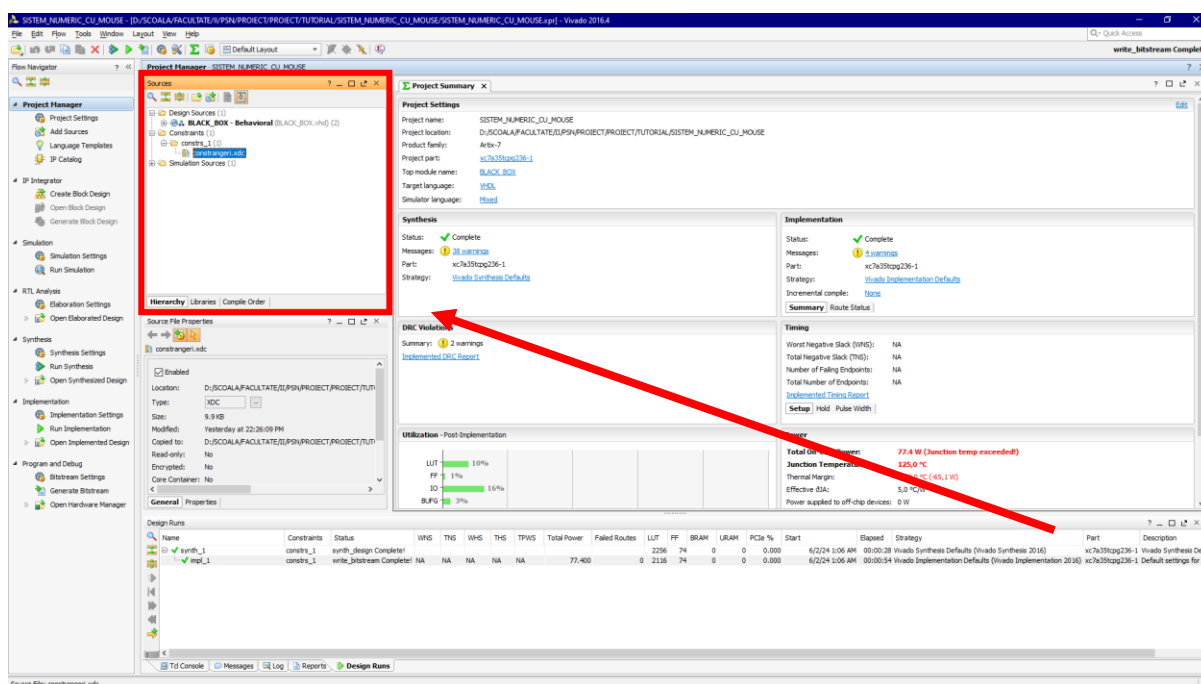 SISTEM_NUMERIC_CU_MOUSE - [D:/SCOALA/FACULTATE/II/PSN/PROIECT/PROIECT/TUTORIAL/SISTEM_NUMERIC_CU_MOUSE/SISTEM_NUMERIC_CU_MOUSE.xpr] - Vivado 2016.4
File Edit Flow Tools Window Layout View Help
Quick Access
Default Layout
write_bitstream Complet
Flow Navigator
Project Manager
Project Settings
Add Sources
Language Templates
IP Catalog
IP Integrator
Create Block Design
Open Block Design
Generate Block Design
Simulation
Simulation Settings
Run Simulation
RTL Analysis
Elaboration Settings
Open Elaborated Design
Synthesis
Synthesis Settings
Run Synthesis
Open Synthesized Design
Implementation
Implementation Settings
Run Implementation
Open Implemented Design
Program and Debug
Bitstream Settings
Generate Bitstream
Open Hardware Manager
Project Manager - SISTEM_NUMERIC_CU_MOUSE
Sources
Design Sources (1)
BLACK_BOX - Behavioral (BLACK_BOX.vhd) (2)
Constraints (1)
constrs_1 (1)
constrangeri.xdc
Simulation Sources (1)
Hierarchy Libraries Compile Order
Source File Properties
constrangeri.xdc
Enabled
Location: D:/SCOALA/FACULTATE/II/PSN/PROIECT/PROIECT/TUT
Type: XDC
Size: 9.9 KB
Modified: Yesterday at 22:26:09 PM
Copied to: D:/SCOALA/FACULTATE/II/PSN/PROIECT/PROIECT/TUT
Read-only: No
Encrypted: No
Core Container: No
General Properties
Project Summary
Project Settings Edit
Project name: SISTEM_NUMERIC_CU_MOUSE
Project location: D:/SCOALA/FACULTATE/II/PSN/PROIECT/PROIECT/TUTORIAL/SISTEM_NUMERIC_CU_MOUSE
Product family: Artix-7
Project part: xc7a35tcpg236-1
Top module name: BLACK_BOX
Target language: VHDL
Simulator language: Mixed
Synthesis
Status: Complete
Messages: 38 warnings
Part: xc7a35tcpg236-1
Strategy: Vivado Synthesis Defaults
Implementation
Status: Complete
Messages: 4 warnings
Part: xc7a35tcpg236-1
Strategy: Vivado Implementation Defaults
Incremental compile: None
Summary Route Status
DRC Violations
Summary: 2 warnings
Implemented DRC Report
Timing
Worst Negative Slack (WNS): NA
Total Negative Slack (TNS): NA
Number of Failing Endpoints: NA
Total Number of Endpoints: NA
Implemented Timing Report
Setup Hold Pulse Width
Utilization - Post-Implementation
LUT 10%
FF 1%
IO 16%
BUFG 3%
Power
Total On-Chip Power: 77.4 W (Junction temp exceeded!)
Junction Temperat 125,0 °C
Thermal Margin: °C (-65,1 W)
Effective θJA: 5,0 °C/W
Power supplied to off-chip devices: 0 W
Design Runs
Name Constraints Status WNS TNS WHS THS TPWS Total Power Failed Routes LUT FF BRAM URAM PCIe % Start Elapsed Strategy Part Description
synth_1 constrs_1 synth_design Complete! 2256 74 0 0 0.000 6/2/24 1:06 AM 00:00:28 Vivado Synthesis Defaults (Vivado Synthesis 2016) xc7a35tcpg236-1 Vivado Synthesis De
impl_1 constrs_1 write_bitstream Complete! NA NA NA NA NA 77.400 0 2116 74 0 0 0.000 6/2/24 1:06 AM 00:00:54 Vivado Implementation Defaults (Vivado Implementation 2016) xc7a35tcpg236-1 Default settings for
Tcl Console Messages Log Reports Design Runs
Source File: constrangeri.xdc